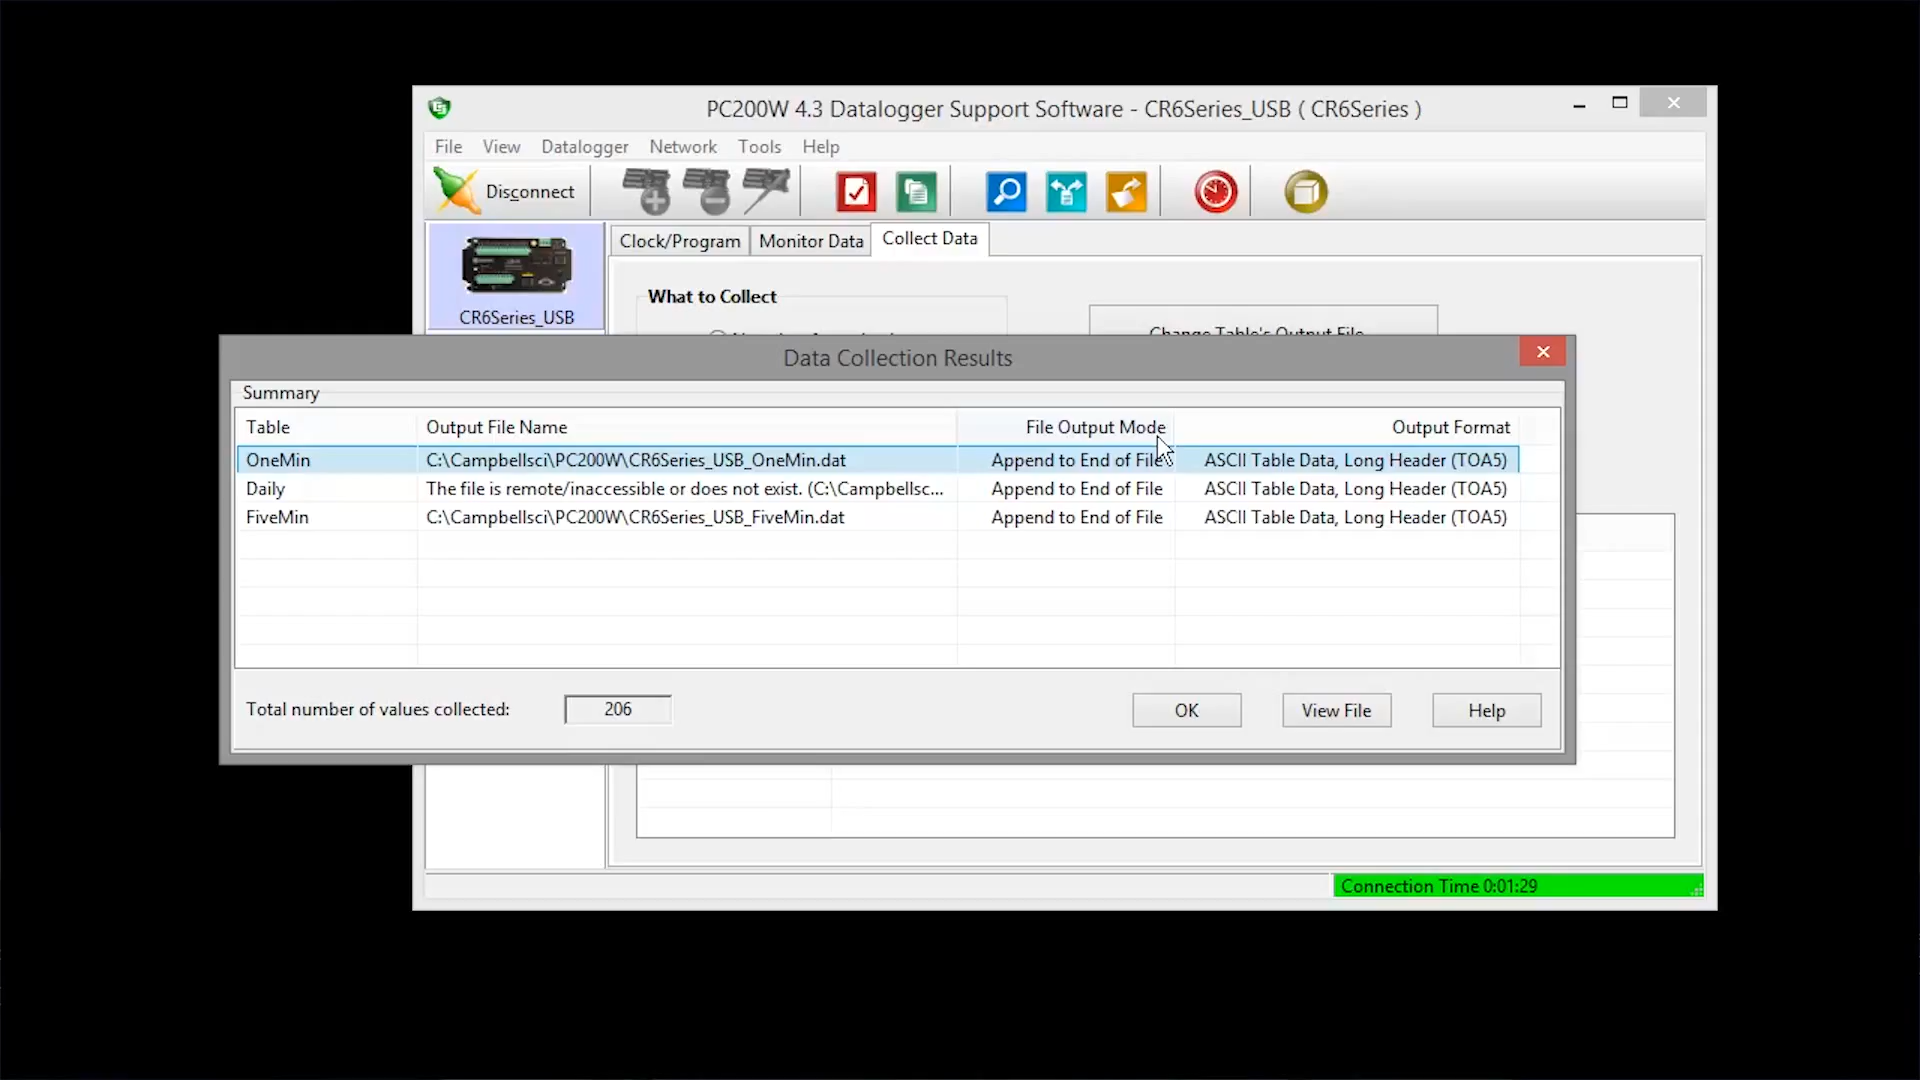 PC200W 4.3 Datalogger Support Software - CR6Series_USB ( CR6Series )
File View Datalogger Network Tools Help
Disconnect
Clock/Program Monitor Data Collect Data
What to Collect
CR6Series_USB
Change Table's Output File
Data Collection Results
Summary
Table Output File Name File Output Mode Output Format
OneMin C:\Campbellsci\PC200W\CR6Series_USB_OneMin.dat Append to End of File ASCII Table Data, Long Header (TOA5)
Daily The file is remote/inaccessible or does not exist. (C:\Campbellsc... Append to End of File ASCII Table Data, Long Header (TOA5)
FiveMin C:\Campbellsci\PC200W\CR6Series_USB_FiveMin.dat Append to End of File ASCII Table Data, Long Header (TOA5)
Total number of values collected: 206 OK View File Help
Connection Time 0:01:29